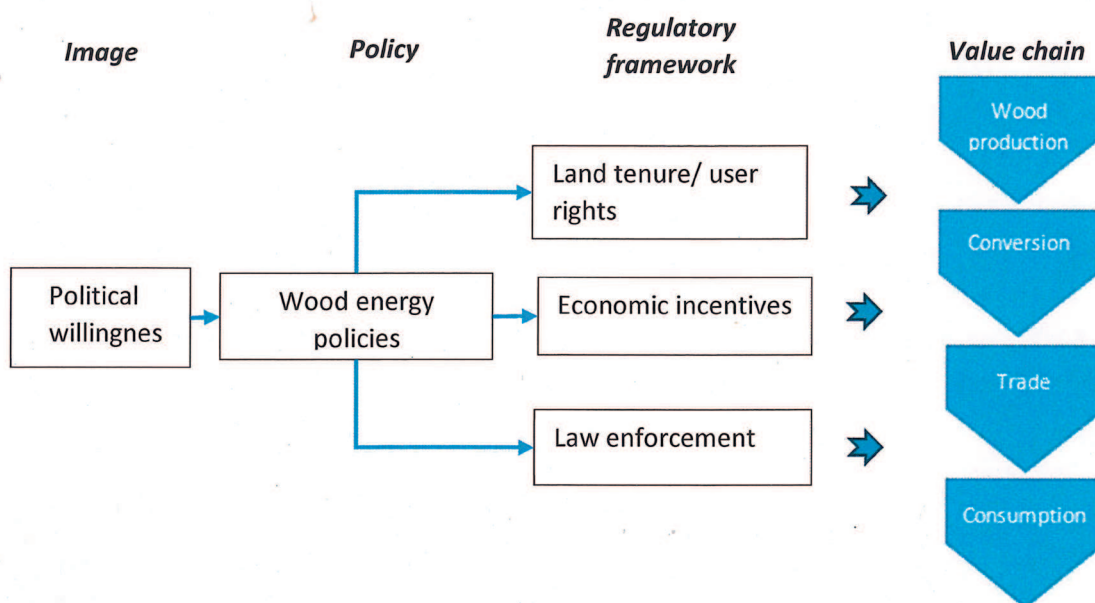 Image
Policy
Regulatory
framework
Value chain
Wood
production
Land tenure/ user
rights
Conversion
Political
willingnes
Wood energy
policies
Economic incentives
Trade
Law enforcement
Consumption